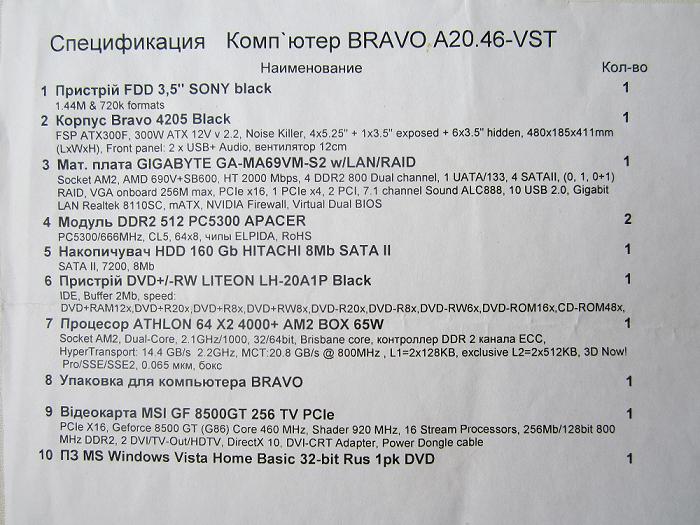 Спецификация Комп`ютер BRAVO A20.46-VST
Наименование Кол-во
1 Пристрій FDD 3,5" SONY black 1
1.44M & 720k formats
2 Корпус Bravo 4205 Black 1
FSP ATX300F, 300W ATX 12V v 2.2, Noise Killer, 4x5.25" + 1x3.5" exposed + 6x3.5" hidden, 480x185x411mm
(LxWxH), Front panel: 2 x USB+ Audio, вентилятор 12cm
3 Мат. плата GIGABYTE GA-MA69VM-S2 w/LAN/RAID 1
Socket AM2, AMD 690V+SB600, HT 2000 Mbps, 4 DDR2 800 Dual channel, 1 UATA/133, 4 SATAII, (0, 1, 0+1)
RAID, VGA onboard 256M max, PCIe x16, 1 PCIe x4, 2 PCI, 7.1 channel Sound ALC888, 10 USB 2.0, Gigabit
LAN Realtek 8110SC, mATX, NVIDIA Firewall, Virtual Dual BIOS
4 Модуль DDR2 512 PC5300 APACER 2
PC5300/666MHz, CL5, 64x8, чипы ELPIDA, RoHS
5 Накопичувач HDD 160 Gb HITACHI 8Mb SATA II 1
SATA II, 7200, 8Mb
6 Пристрій DVD+/-RW LITEON LH-20A1P Black 1
IDE, Buffer 2Mb, speed:
DVD+RAM12x,DVD+R20x,DVD+R8x,DVD+RW8x,DVD-R20x,DVD-R8x,DVD-RW6x,DVD-ROM16x,CD-ROM48x,
7 Процесор ATHLON 64 X2 4000+ AM2 BOX 65W 1
Socket AM2, Dual-Core, 2.1GHz/1000, 32/64bit, Brisbane core, контроллер DDR 2 канала ECC,
HyperTransport: 14.4 GB/s 2.2GHz, MCT:20.8 GB/s @ 800MHz , L1=2x128KB, exclusive L2=2x512KB, 3D Now!
Pro/SSE/SSE2, 0.065 мкм, бокс
8 Упаковка для компьютера BRAVO 1
9 Відеокарта MSI GF 8500GT 256 TV PCIe 1
PCIe X16, Geforce 8500 GT (G86) Core 460 MHz, Shader 920 MHz, 16 Stream Processors, 256Mb/128bit 800
MHz DDR2, 2 DVI/TV-Out/HDTV, DirectX 10, DVI-CRT Adapter, Power Dongle cable
10 ПЗ MS Windows Vista Home Basic 32-bit Rus 1pk DVD 1